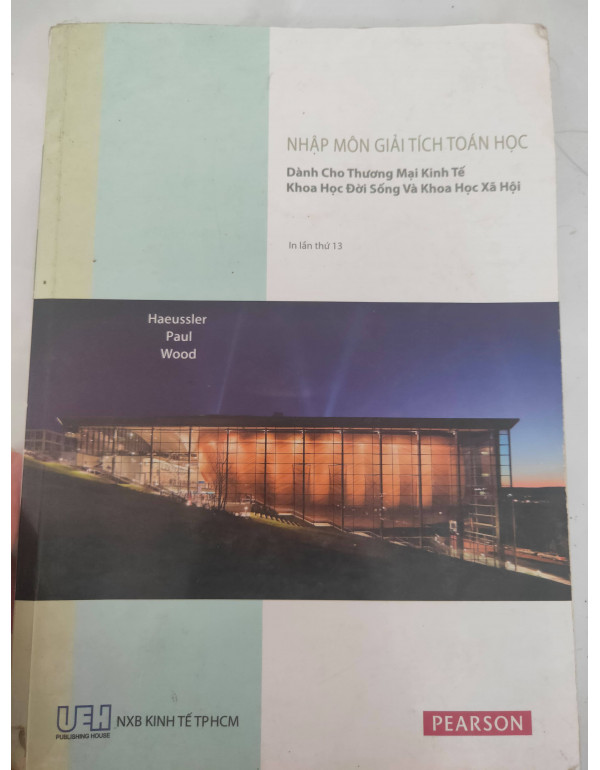 NHẬP MÔN GIẢI TÍCH TOÁN HỌC
Dành Cho Thương Mại Kinh Tế
Khoa Học Đời Sống Và Khoa Học Xã Hội
In lần thứ 13
Haeussler
Paul
Wood
UEH
PUBLISHING HOUSE
NXB KINH TẾ TPHCM
PEARSON